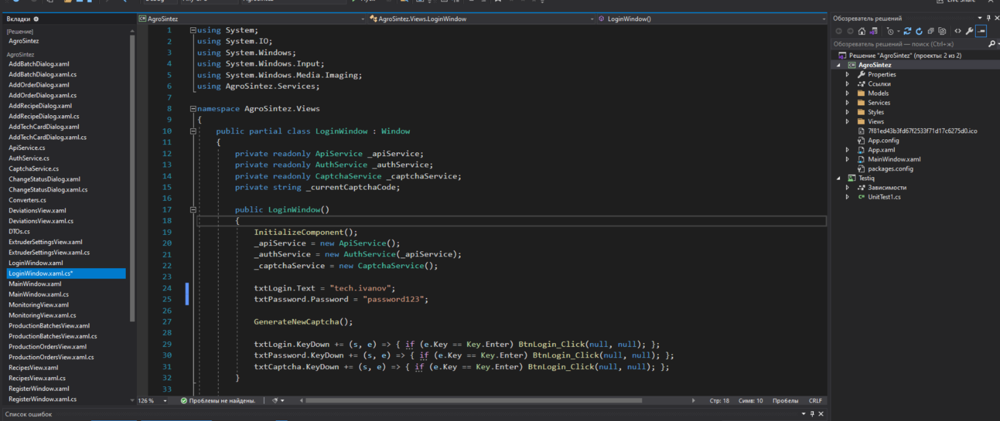 Live Share
Вкладки
[Решение]
AgroSintez
AgroSintez
AddBatchDialog.xaml
AddBatchDialog.xaml.cs
AddOrderDialog.xaml
AddOrderDialog.xaml.cs
AddRecipeDialog.xaml
AddRecipeDialog.xaml.cs
AddTechCardDialog.xaml
AddTechCardDialog.xaml.cs
ApiService.cs
AuthService.cs
CaptchaService.cs
ChangeStatusDialog.xaml
ChangeStatusDialog.xaml.cs
Converters.cs
DeviationsView.xaml
DeviationsView.xaml.cs
DTOs.cs
ExtruderSettingsView.xaml
ExtruderSettingsView.xaml.cs
LoginWindow.xaml
LoginWindow.xaml.cs*
MainWindow.xaml
MainWindow.xaml.cs
MonitoringView.xaml
MonitoringView.xaml.cs
ProductionBatchesView.xaml
ProductionBatchesView.xaml.cs
ProductionOrdersView.xaml
ProductionOrdersView.xaml.cs
RecipesView.xaml
RecipesView.xaml.cs
RegisterWindow.xaml
RegisterWindow.xaml.cs
AgroSintez
AgroSintez.Views.LoginWindow
LoginWindow()
1 using System;
2 using System.IO;
3 using System.Windows;
4 using System.Windows.Input;
5 using System.Windows.Media.Imaging;
6 using AgroSintez.Services;
7
8 namespace AgroSintez.Views
9 {
10 public partial class LoginWindow : Window
11 {
12 private readonly ApiService _apiService;
13 private readonly AuthService _authService;
14 private readonly CaptchaService _captchaService;
15 private string _currentCaptchaCode;
16
17 public LoginWindow()
18 {
19 InitializeComponent();
20 _apiService = new ApiService();
21 _authService = new AuthService(_apiService);
22 _captchaService = new CaptchaService();
23
24 txtLogin.Text = "tech.ivanov";
25 txtPassword.Password = "password123";
26
27 GenerateNewCaptcha();
28
29 txtLogin.KeyDown += (s, e) => { if (e.Key == Key.Enter) BtnLogin_Click(null, null); };
30 txtPassword.KeyDown += (s, e) => { if (e.Key == Key.Enter) BtnLogin_Click(null, null); };
31 txtCaptcha.KeyDown += (s, e) => { if (e.Key == Key.Enter) BtnLogin_Click(null, null); };
32 }
33
126 %
Проблемы не найдены.
Стр: 18
Симв: 10
Пробелы
CRLF
Список ошибок
Обозреватель решений
Обозреватель решений — поиск (Ctrl+ж)
Решение "AgroSintez" (проекты: 2 из 2)
AgroSintez
Properties
Ссылки
Models
Services
Styles
Views
7f81ed43b3fd67f2533f71d17c6275d0.ico
App.config
App.xaml
MainWindow.xaml
packages.config
Testiq
Зависимости
UnitTest1.cs